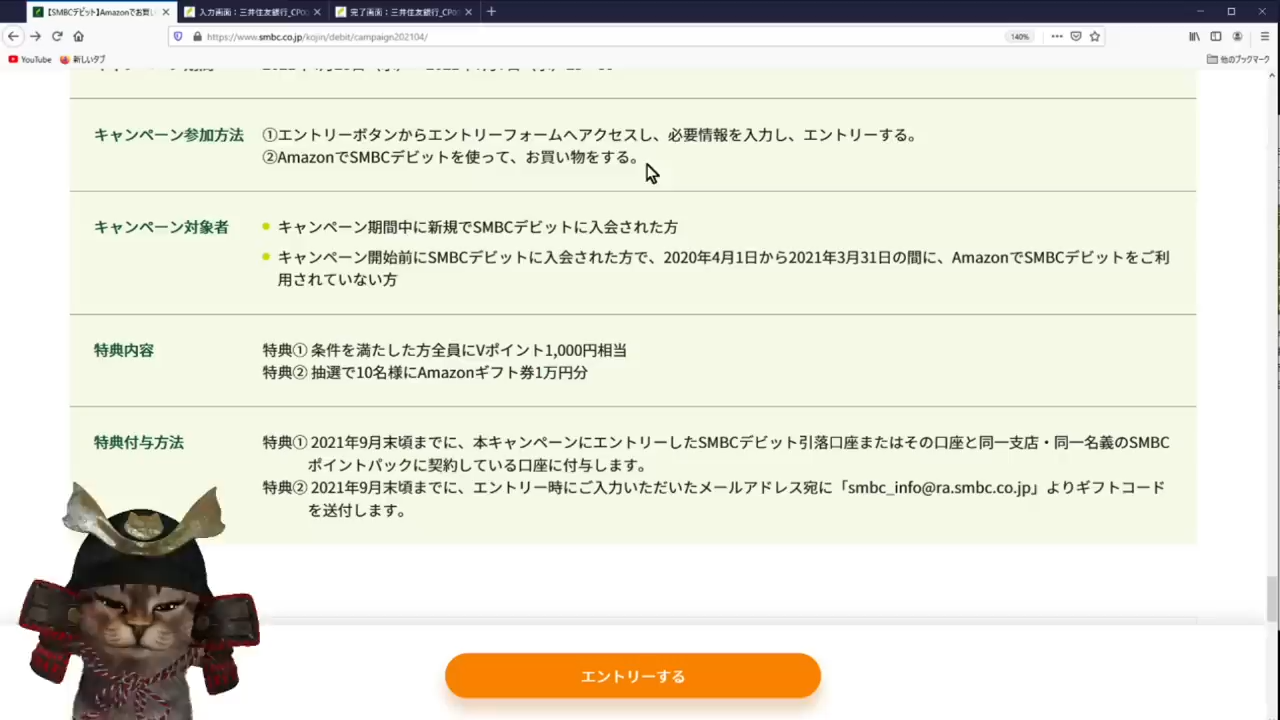 【SMBCデビット】Amazonでお買い
入力画面：三井住友銀行_CPo
完了画面：三井住友銀行_CPo
https://www.smbc.co.jp/kojin/debit/campaign202104/
140%
YouTube
新しいタブ
他のブックマーク
キャンペーン参加方法
①エントリーボタンからエントリーフォームへアクセスし、必要情報を入力し、エントリーする。
②AmazonでSMBCデビットを使って、お買い物をする。
キャンペーン対象者
キャンペーン期間中に新規でSMBCデビットに入会された方
キャンペーン開始前にSMBCデビットに入会された方で、2020年4月1日から2021年3月31日の間に、AmazonでSMBCデビットをご利
用されていない方
特典内容
特典① 条件を満たした方全員にVポイント1,000円相当
特典② 抽選で10名様にAmazonギフト券1万円分
特典付与方法
特典① 2021年9月末頃までに、本キャンペーンにエントリーしたSMBCデビット引落口座またはその口座と同一支店・同一名義のSMBC
ポイントパックに契約している口座に付与します。
特典② 2021年9月末頃までに、エントリー時にご入力いただいたメールアドレス宛に「smbc_info@ra.smbc.co.jp」よりギフトコード
を送付します。
エントリーする